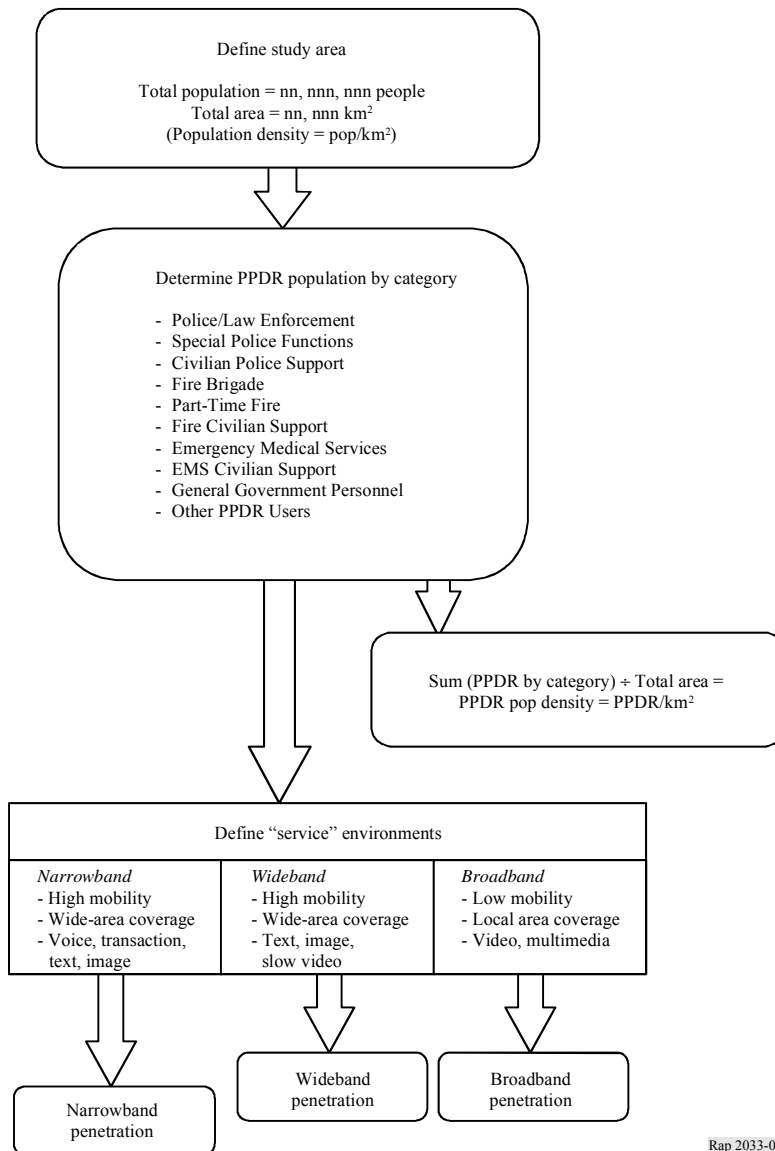 Define study area
Total population = nn, nnn, nnn people
Total area = nn, nnn km²
(Population density = pop/km²)
Determine PPDR population by category
- Police/Law Enforcement
- Special Police Functions
- Civilian Police Support
- Fire Brigade
- Part-Time Fire
- Fire Civilian Support
- Emergency Medical Services
- EMS Civilian Support
- General Government Personnel
- Other PPDR Users
Sum (PPDR by category) ÷ Total area =
PPDR pop density = PPDR/km²
Define “service” environments
Narrowband
- High mobility
- Wide-area coverage
- Voice, transaction,
text, image
Wideband
- High mobility
- Wide-area coverage
- Text, image,
slow video
Broadband
- Low mobility
- Local area coverage
- Video, multimedia
Narrowband
penetration
Wideband
penetration
Broadband
penetration
Rap 2033-0